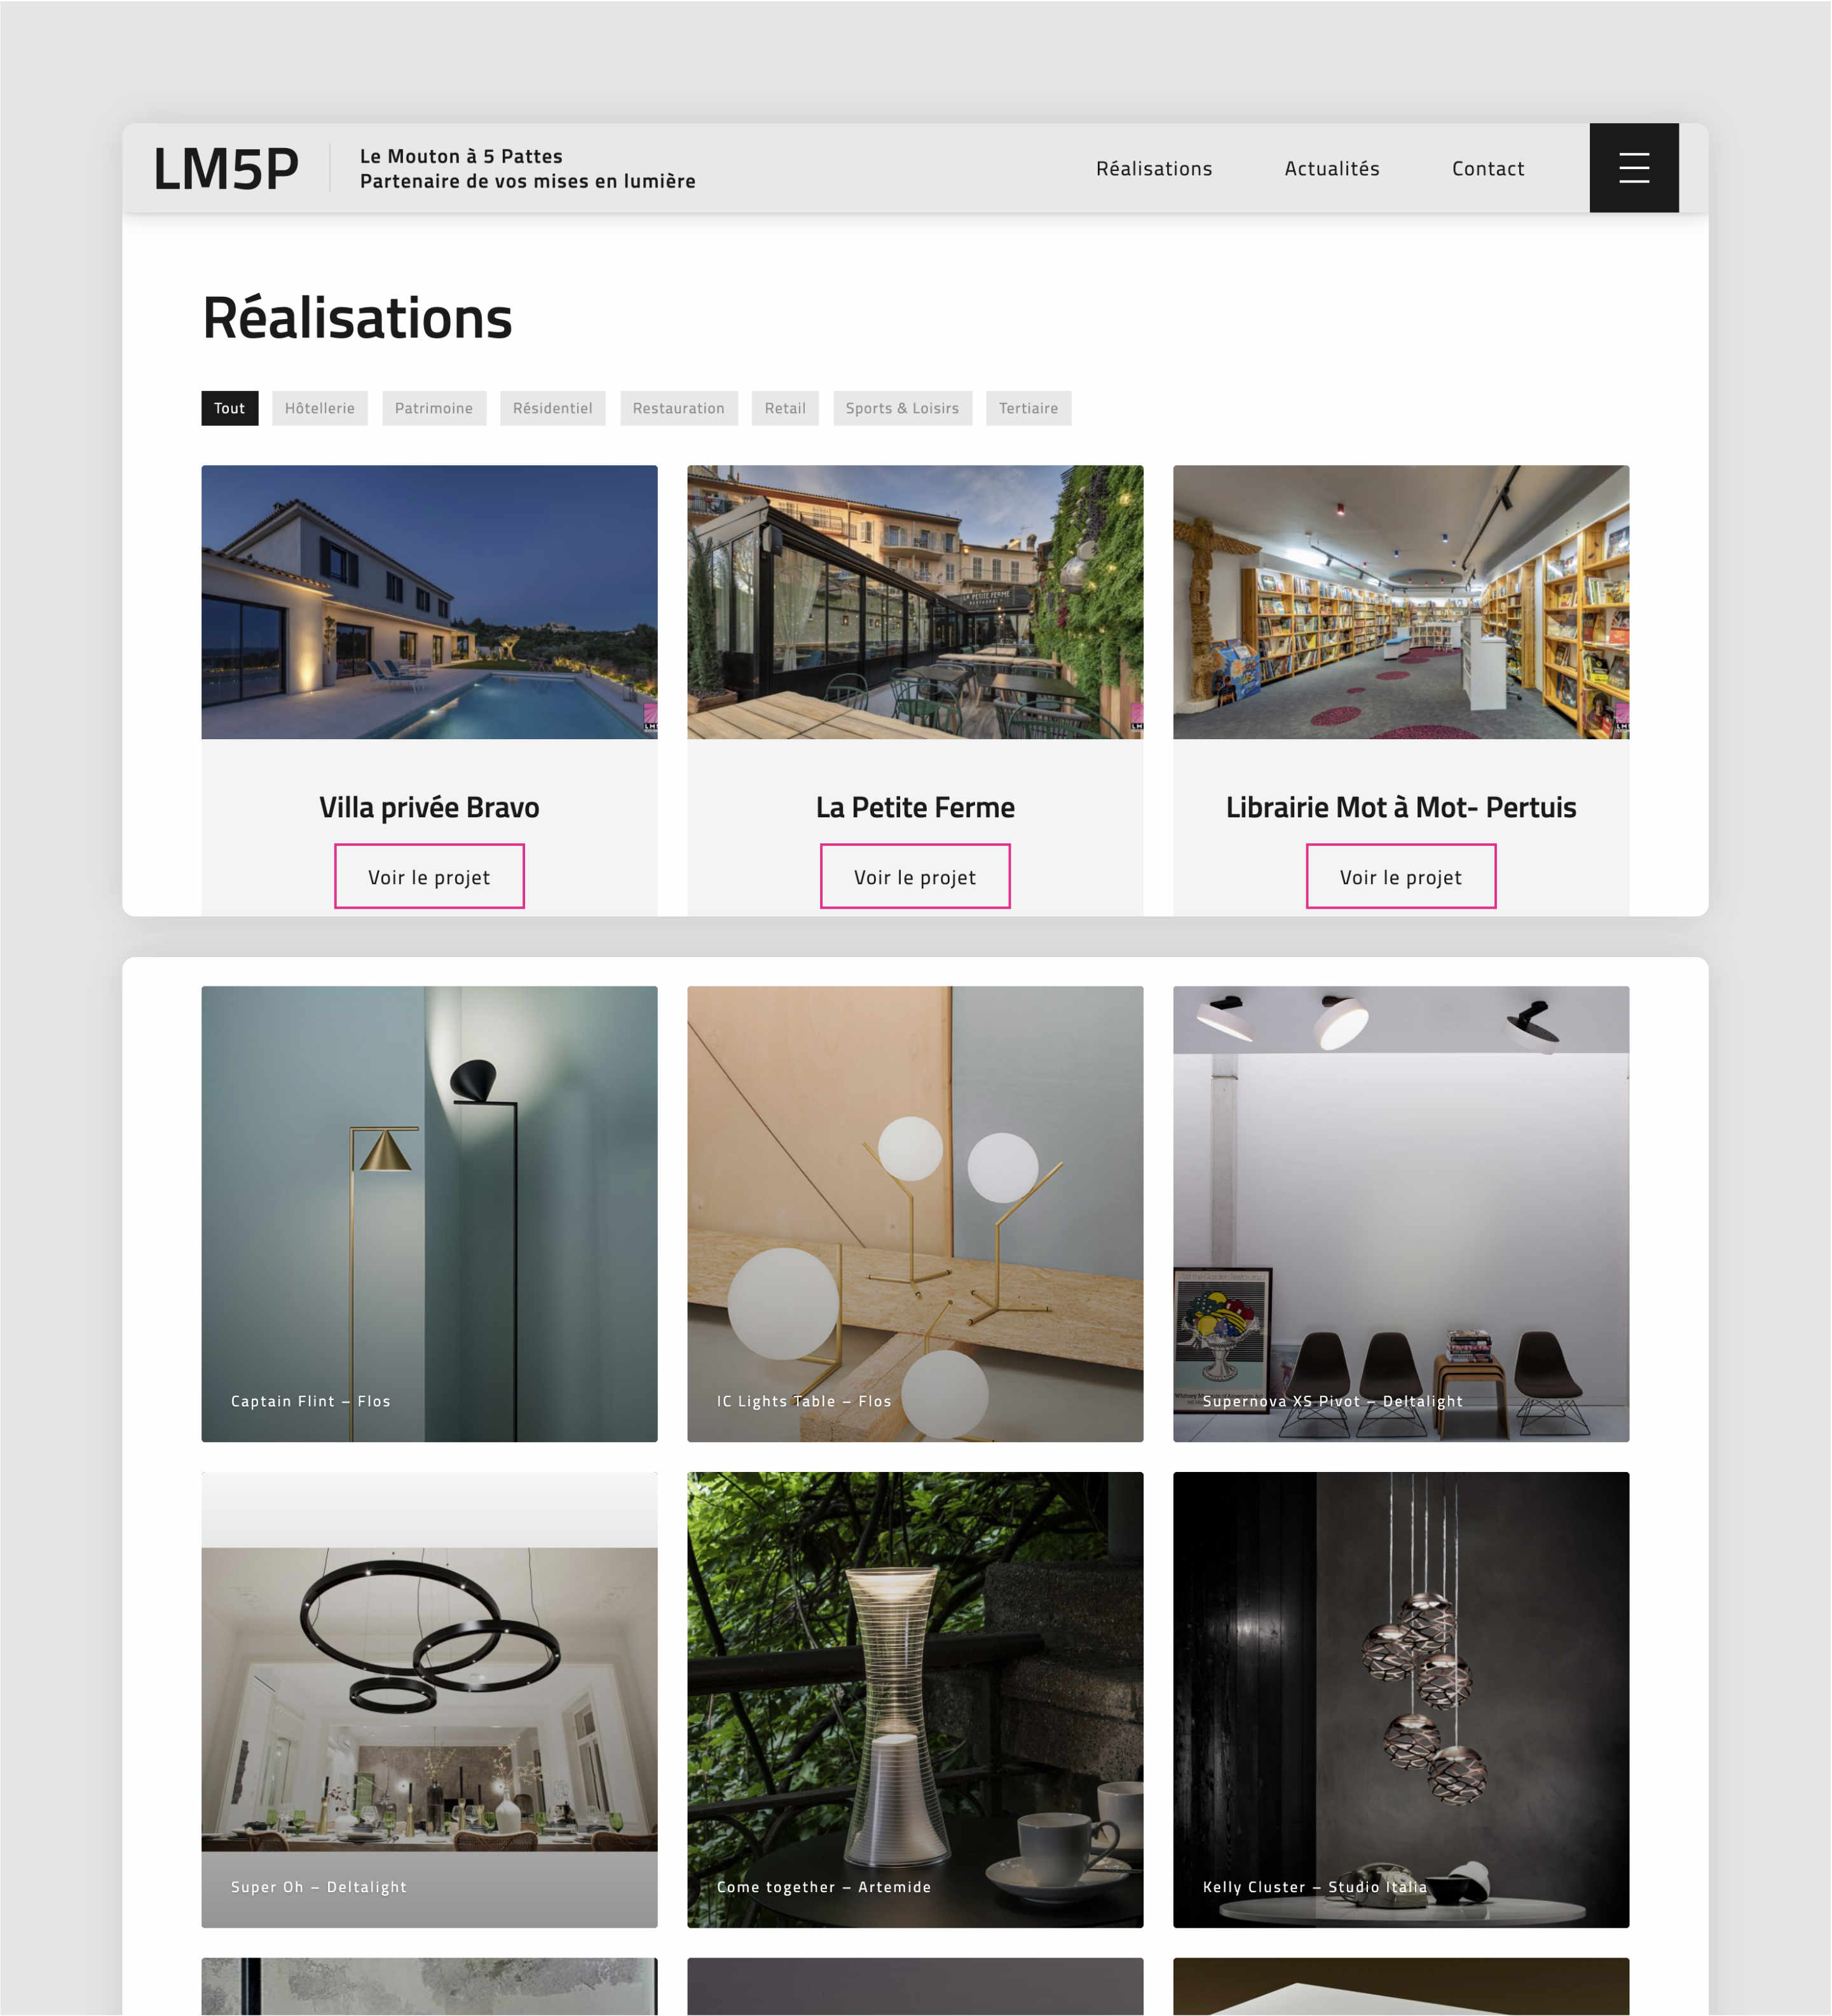 LM5P
Le Mouton à 5 Pattes
Partenaire de vos mises en lumière
Réalisations
Actualités
Contact
Réalisations
Tout
Hôtellerie
Patrimoine
Résidentiel
Restauration
Retail
Sports & Loisirs
Tertiaire
LA PETITE FERME
Villa privée Bravo
La Petite Ferme
Librairie Mot à Mot- Pertuis
Voir le projet
Voir le projet
Voir le projet
Captain Flint – Flos
IC Lights Table – Flos
Supernova XS Pivot – Deltalight
Super Oh – Deltalight
Come together – Artemide
Kelly Cluster – Studio Italia